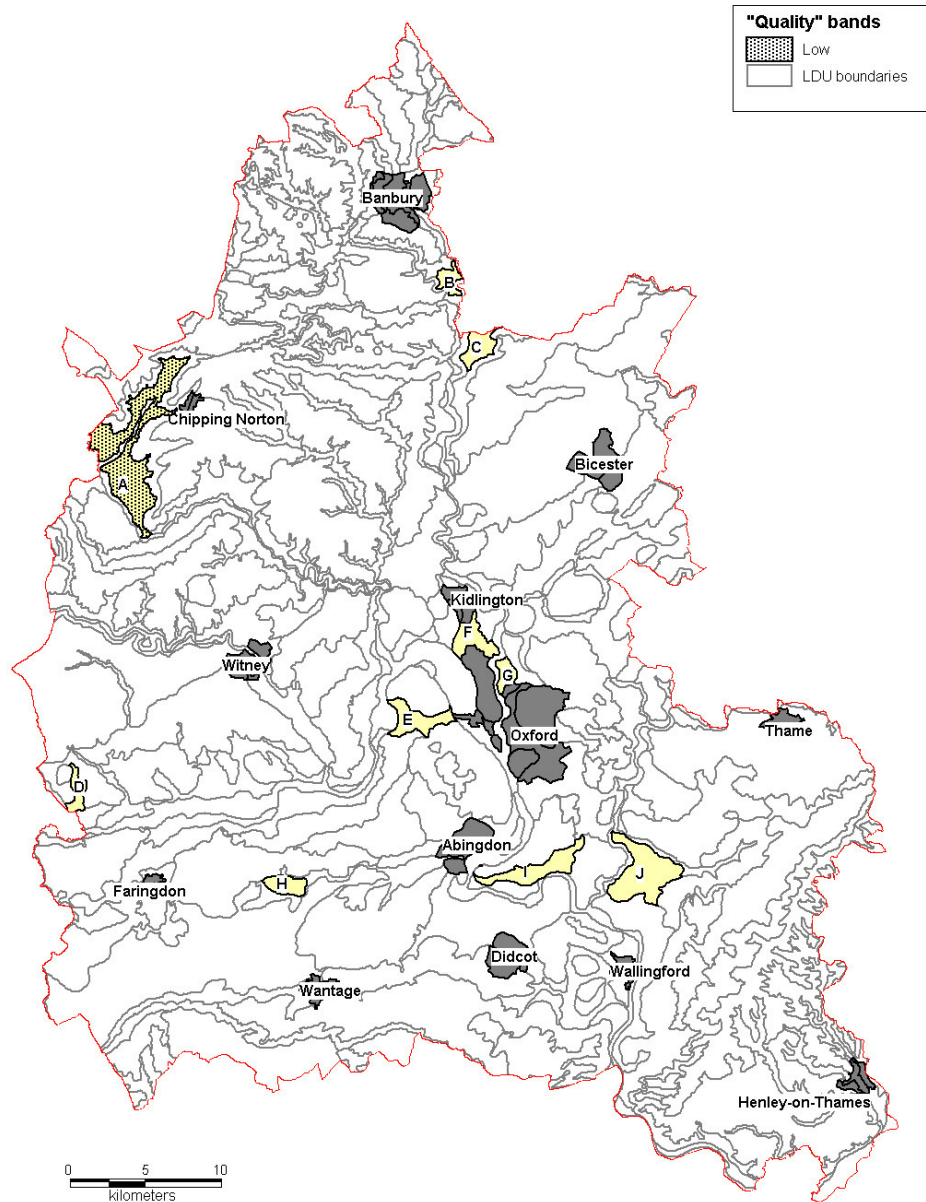 "Quality" bands
Low
LDU boundaries
Banbury
B
C
Chipping Norton
Bicester
A
Kidlington
F
Witney
G
E
Oxford
Thame
D
Abingdon
I
J
Faringdon
H
Didcot
Wallingford
Wantage
Henley-on-Thames
0 5 10
kilometers